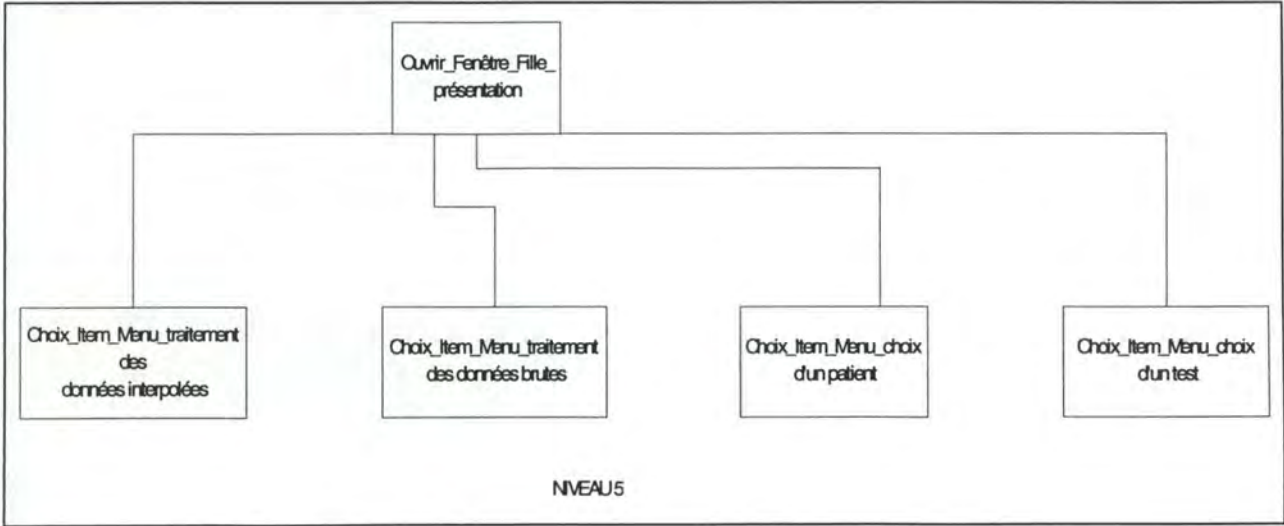 Ouvrir_Fenêtre_Fille_
présentation
Choix_Item_Menu_traitement
des
données interpolées
Choix_Item_Menu_traitement
des données brutes
Choix_Item_Menu_choix
d'un patient
Choix_Item_Menu_choix
d'un test
NIVEAU 5